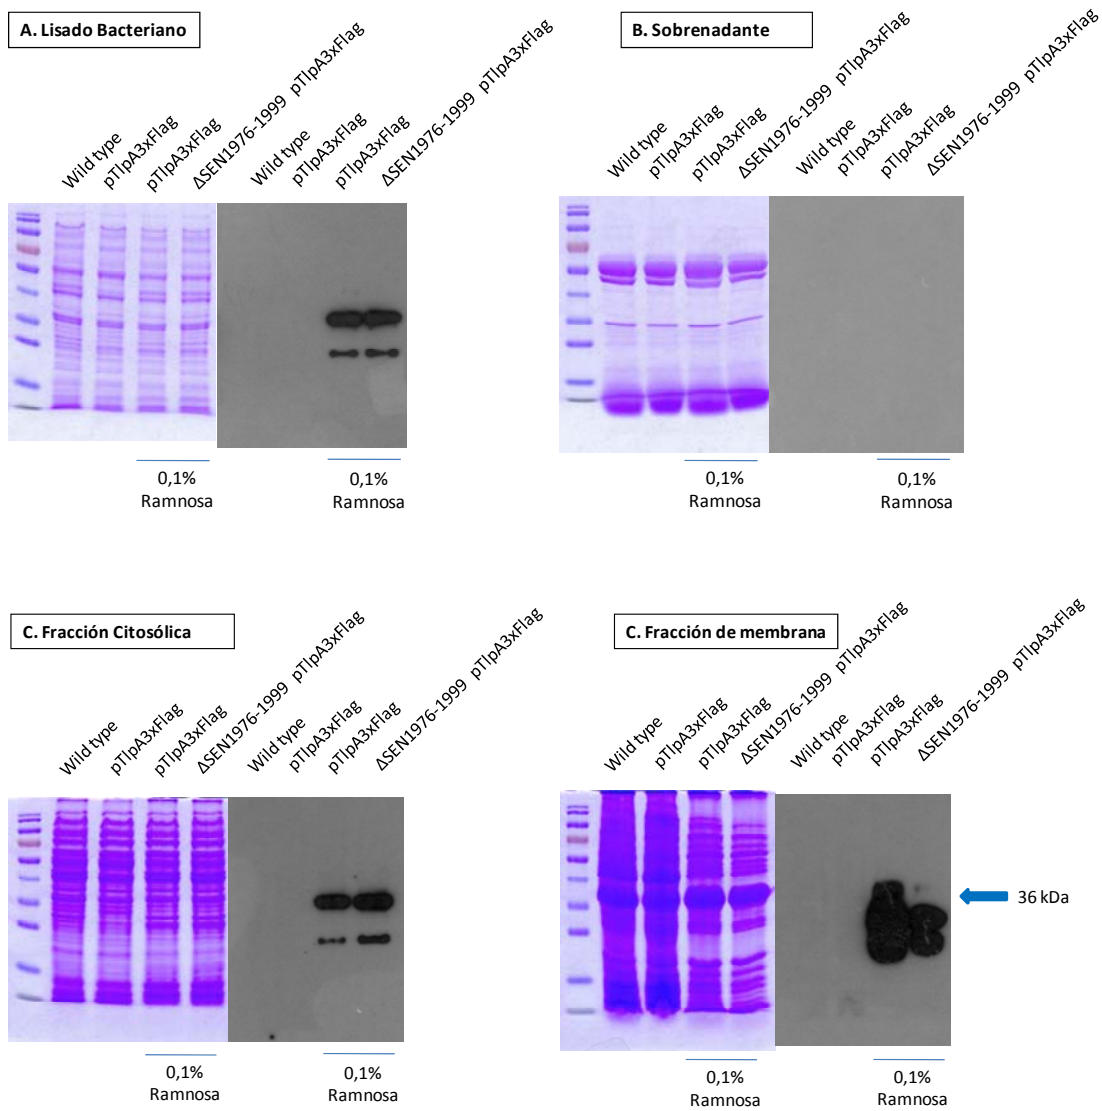 A. Lisado Bacteriano
Wild type
pTlpA3xFlag
pTlpA3xFlag
ΔSEN1976-1999 pTlpA3xFlag
Wild type
pTlpA3xFlag
pTlpA3xFlag
ΔSEN1976-1999 pTlpA3xFlag
0,1%
Ramnosa
0,1%
Ramnosa
B. Sobrenadante
Wild type
pTlpA3xFlag
pTlpA3xFlag
ΔSEN1976-1999 pTlpA3xFlag
Wild type
pTlpA3xFlag
pTlpA3xFlag
ΔSEN1976-1999 pTlpA3xFlag
0,1%
Ramnosa
0,1%
Ramnosa
C. Fracción Citosólica
Wild type
pTlpA3xFlag
pTlpA3xFlag
ΔSEN1976-1999 pTlpA3xFlag
Wild type
pTlpA3xFlag
pTlpA3xFlag
ΔSEN1976-1999 pTlpA3xFlag
0,1%
Ramnosa
0,1%
Ramnosa
C. Fracción de membrana
Wild type
pTlpA3xFlag
pTlpA3xFlag
ΔSEN1976-1999 pTlpA3xFlag
Wild type
pTlpA3xFlag
pTlpA3xFlag
ΔSEN1976-1999 pTlpA3xFlag
36 kDa
0,1%
Ramnosa
0,1%
Ramnosa